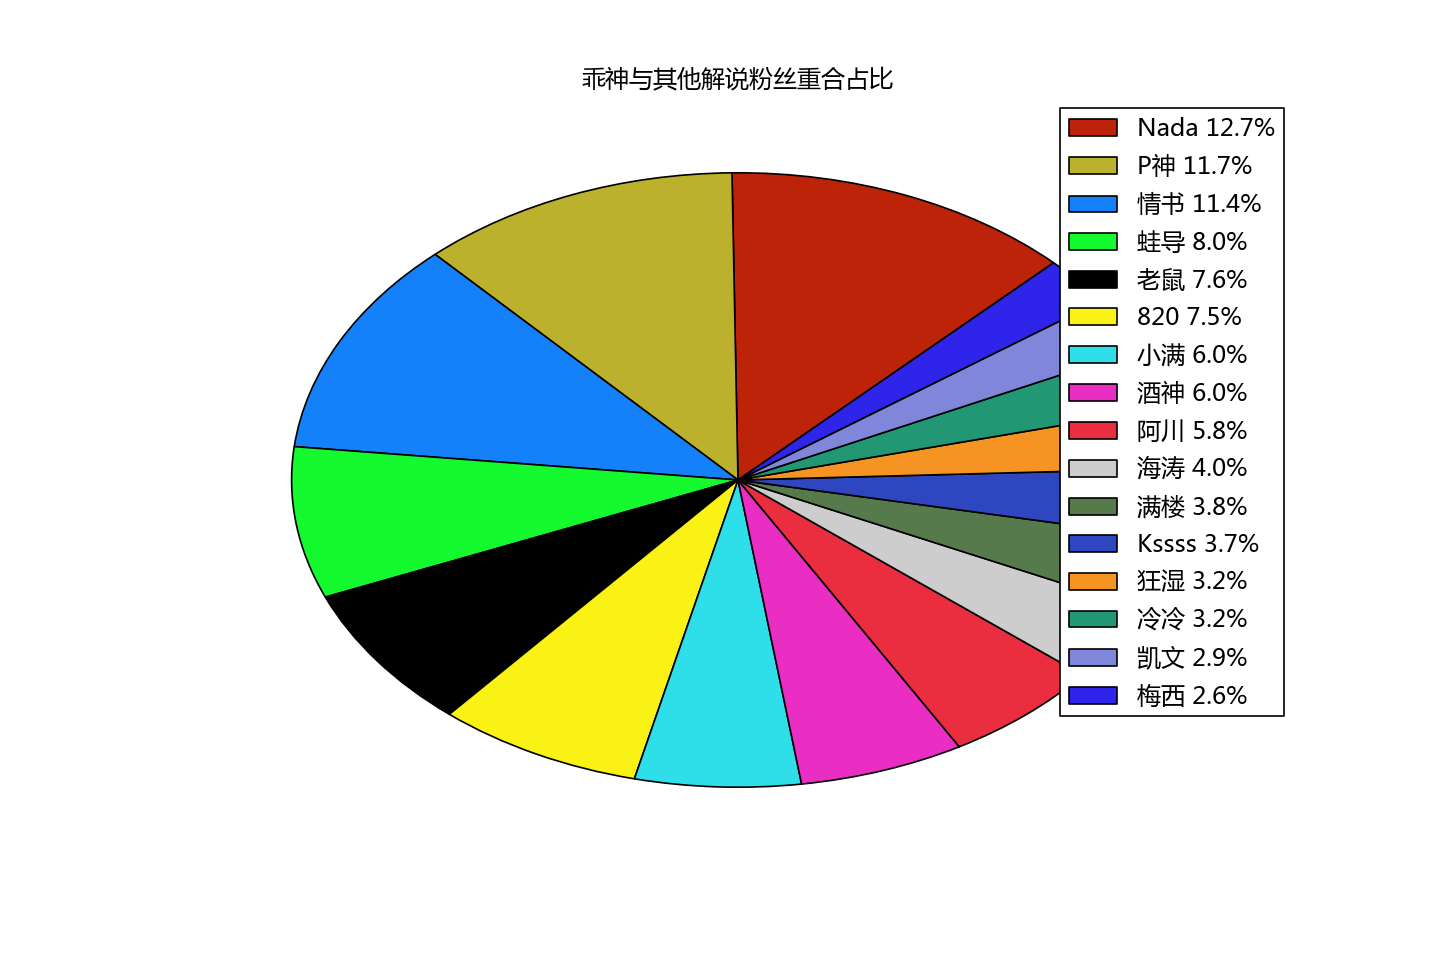 乖神与其他解说粉丝重合占比
Nada 12.7%
P神 11.7%
情书 11.4%
蛙导 8.0%
老鼠 7.6%
820 7.5%
小满 6.0%
酒神 6.0%
阿川 5.8%
海涛 4.0%
满楼 3.8%
Kssss 3.7%
狂湿 3.2%
冷冷 3.2%
凯文 2.9%
梅西 2.6%